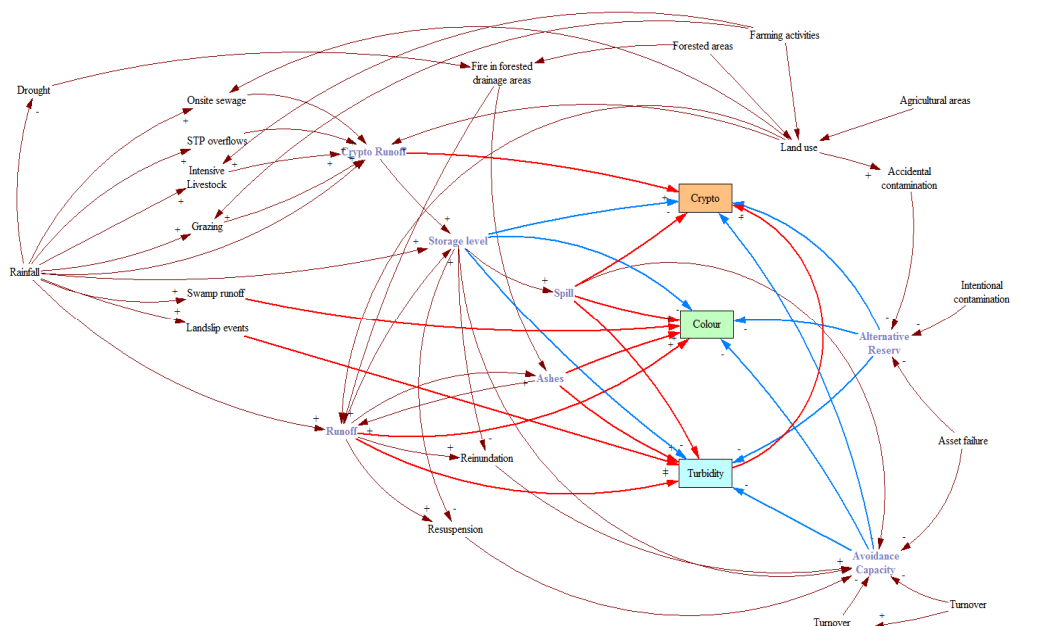 Farming activities
Forested areas
Fire in forested
drainage areas
Drought
Onsite sewage
Agricultural areas
STP overflows
Land use
Crypto Runoff
Intensive
Livestock
Accidental
contamination
Crypto
Grazing
Storage level
Rainfall
Swamp runoff
Spill
Intentional
contamination
Landslip events
Colour
Alternative
Reserv
Ashes
Runoff
Asset failure
Reinundation
Turbidity
Resuspension
Avoidance
Capacity
Turnover
Turnover